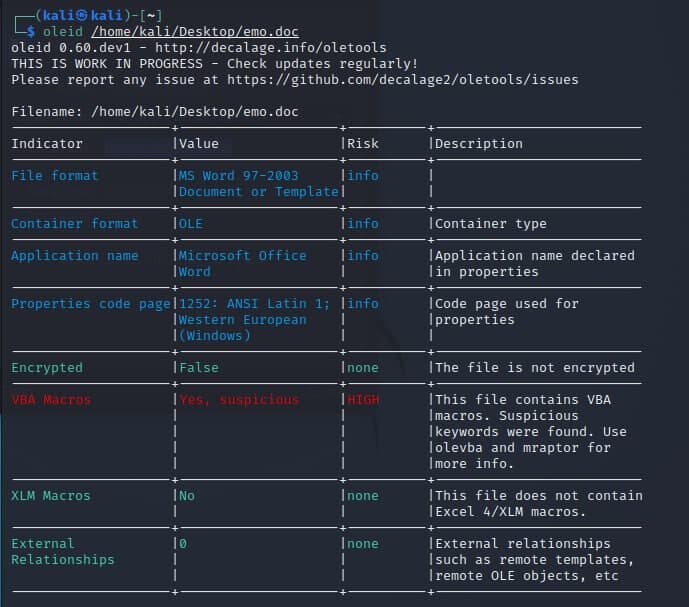 ┌──(kali㉿kali)-[~]
└─$ oleid /home/kali/Desktop/emo.doc
oleid 0.60.dev1 - http://decalage.info/oletools
THIS IS WORK IN PROGRESS - Check updates regularly!
Please report any issue at https://github.com/decalage2/oletools/issues

Filename: /home/kali/Desktop/emo.doc
--------------------+--------------------+----------+--------------------------
Indicator           |Value               |Risk      |Description
--------------------+--------------------+----------+--------------------------
File format         |MS Word 97-2003     |info      |
                    |Document or Template|          |
--------------------+--------------------+----------+--------------------------
Container format    |OLE                 |info      |Container type
--------------------+--------------------+----------+--------------------------
Application name    |Microsoft Office    |info      |Application name declared
                    |Word                |          |in properties
--------------------+--------------------+----------+--------------------------
Properties code page|1252: ANSI Latin 1; |info      |Code page used for
                    |Western European    |          |properties
                    |(Windows)           |          |
--------------------+--------------------+----------+--------------------------
Encrypted           |False               |none      |The file is not encrypted
--------------------+--------------------+----------+--------------------------
VBA Macros          |Yes, suspicious     |HIGH      |This file contains VBA
                    |                    |          |macros. Suspicious
                    |                    |          |keywords were found. Use
                    |                    |          |olevba and mraptor for
                    |                    |          |more info.
--------------------+--------------------+----------+--------------------------
XLM Macros          |No                  |none      |This file does not contain
                    |                    |          |Excel 4/XLM macros.
--------------------+--------------------+----------+--------------------------
External            |0                   |none      |External relationships
Relationships       |                    |          |such as remote templates,
                    |                    |          |remote OLE objects, etc
--------------------+--------------------+----------+--------------------------